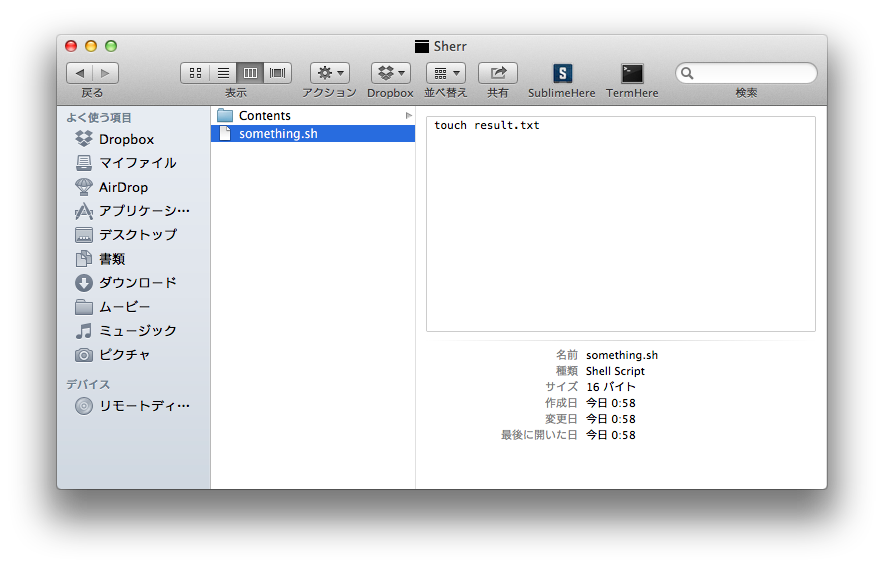 Sherr
戻る
表示
アクション
Dropbox
並べ替え
共有
SublimeHere
TermHere
検索
よく使う項目
Dropbox
マイファイル
AirDrop
アプリケーシ…
デスクトップ
書類
ダウンロード
ムービー
ミュージック
ピクチャ
デバイス
リモートディ…
Contents
something.sh
touch result.txt
名前 something.sh
種類 Shell Script
サイズ 16 バイト
作成日 今日 0:58
変更日 今日 0:58
最後に開いた日 今日 0:58